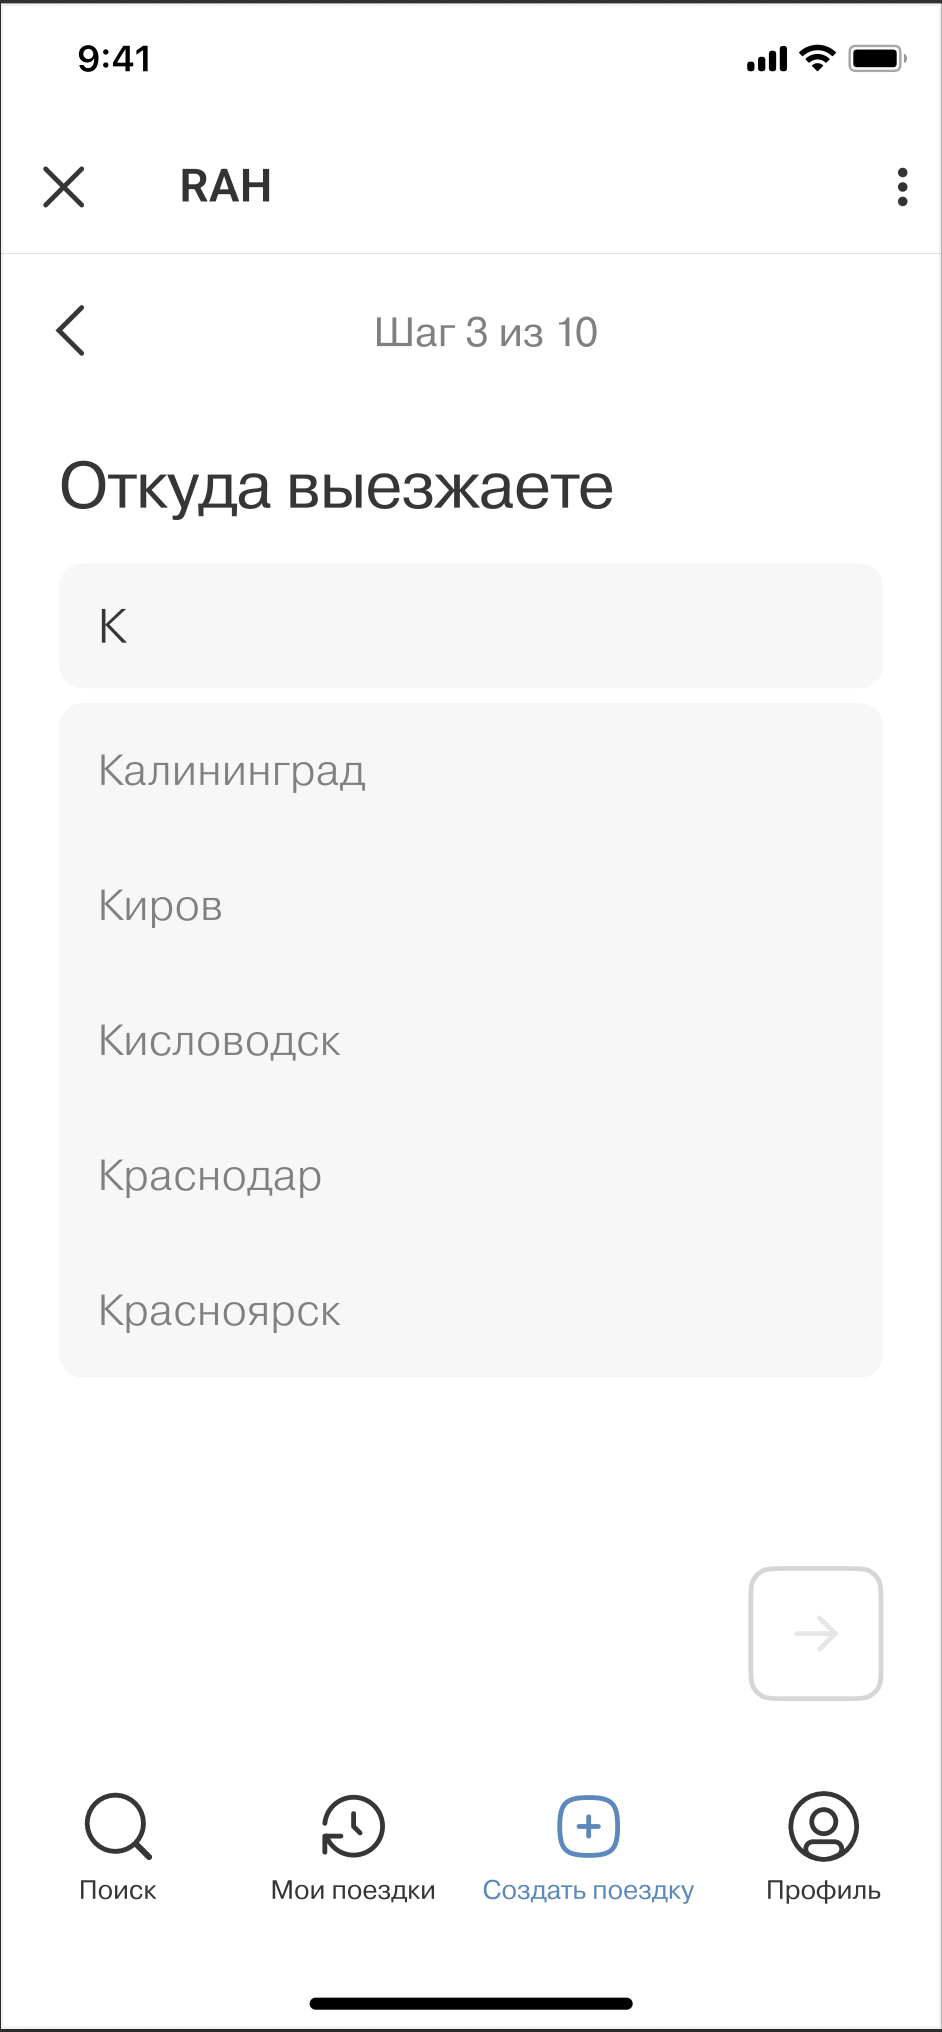 9:41
RAH
Шаг 3 из 10
Откуда выезжаете
К
Калининград
Киров
Кисловодск
Краснодар
Красноярск
Поиск
Мои поездки
Создать поездку
Профиль